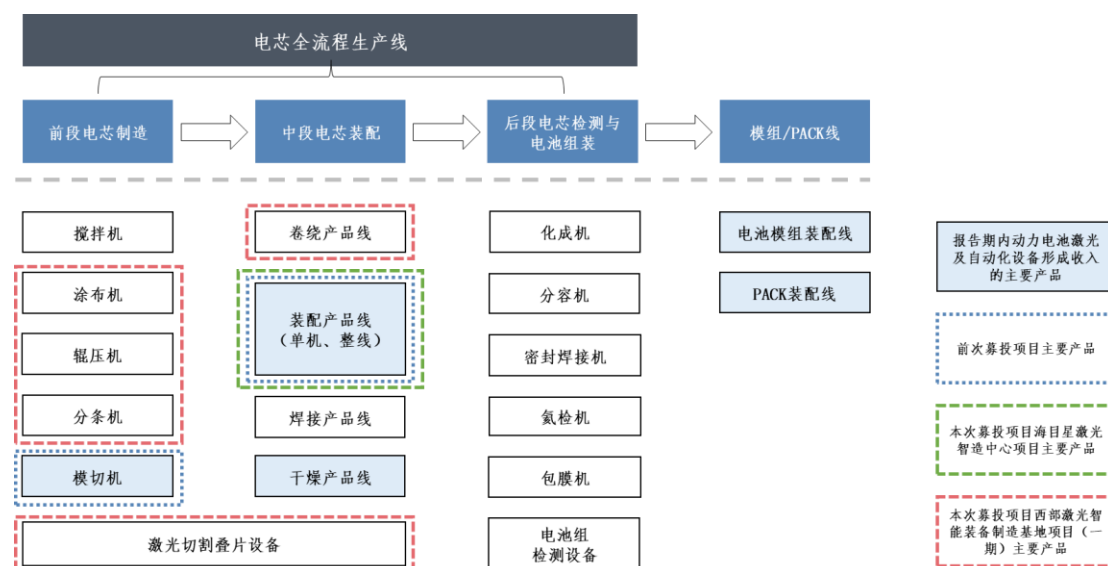 电芯全流程生产线
前段电芯制造
中段电芯装配
后段电芯检测与
电池组装
模组/PACK线
搅拌机
卷绕产品线
化成机
电池模组装配线
涂布机
装配产品线
（单机、整线）
分容机
PACK装配线
辊压机
密封焊接机
分条机
焊接产品线
氦检机
模切机
干燥产品线
包膜机
激光切割叠片设备
电池组
检测设备
报告期内动力电池激光
及自动化设备形成收入
的主要产品
前次募投项目主要产品
本次募投项目海目星激光
智造中心项目主要产品
本次募投项目西部激光智
能装备制造基地项目（一
期）主要产品